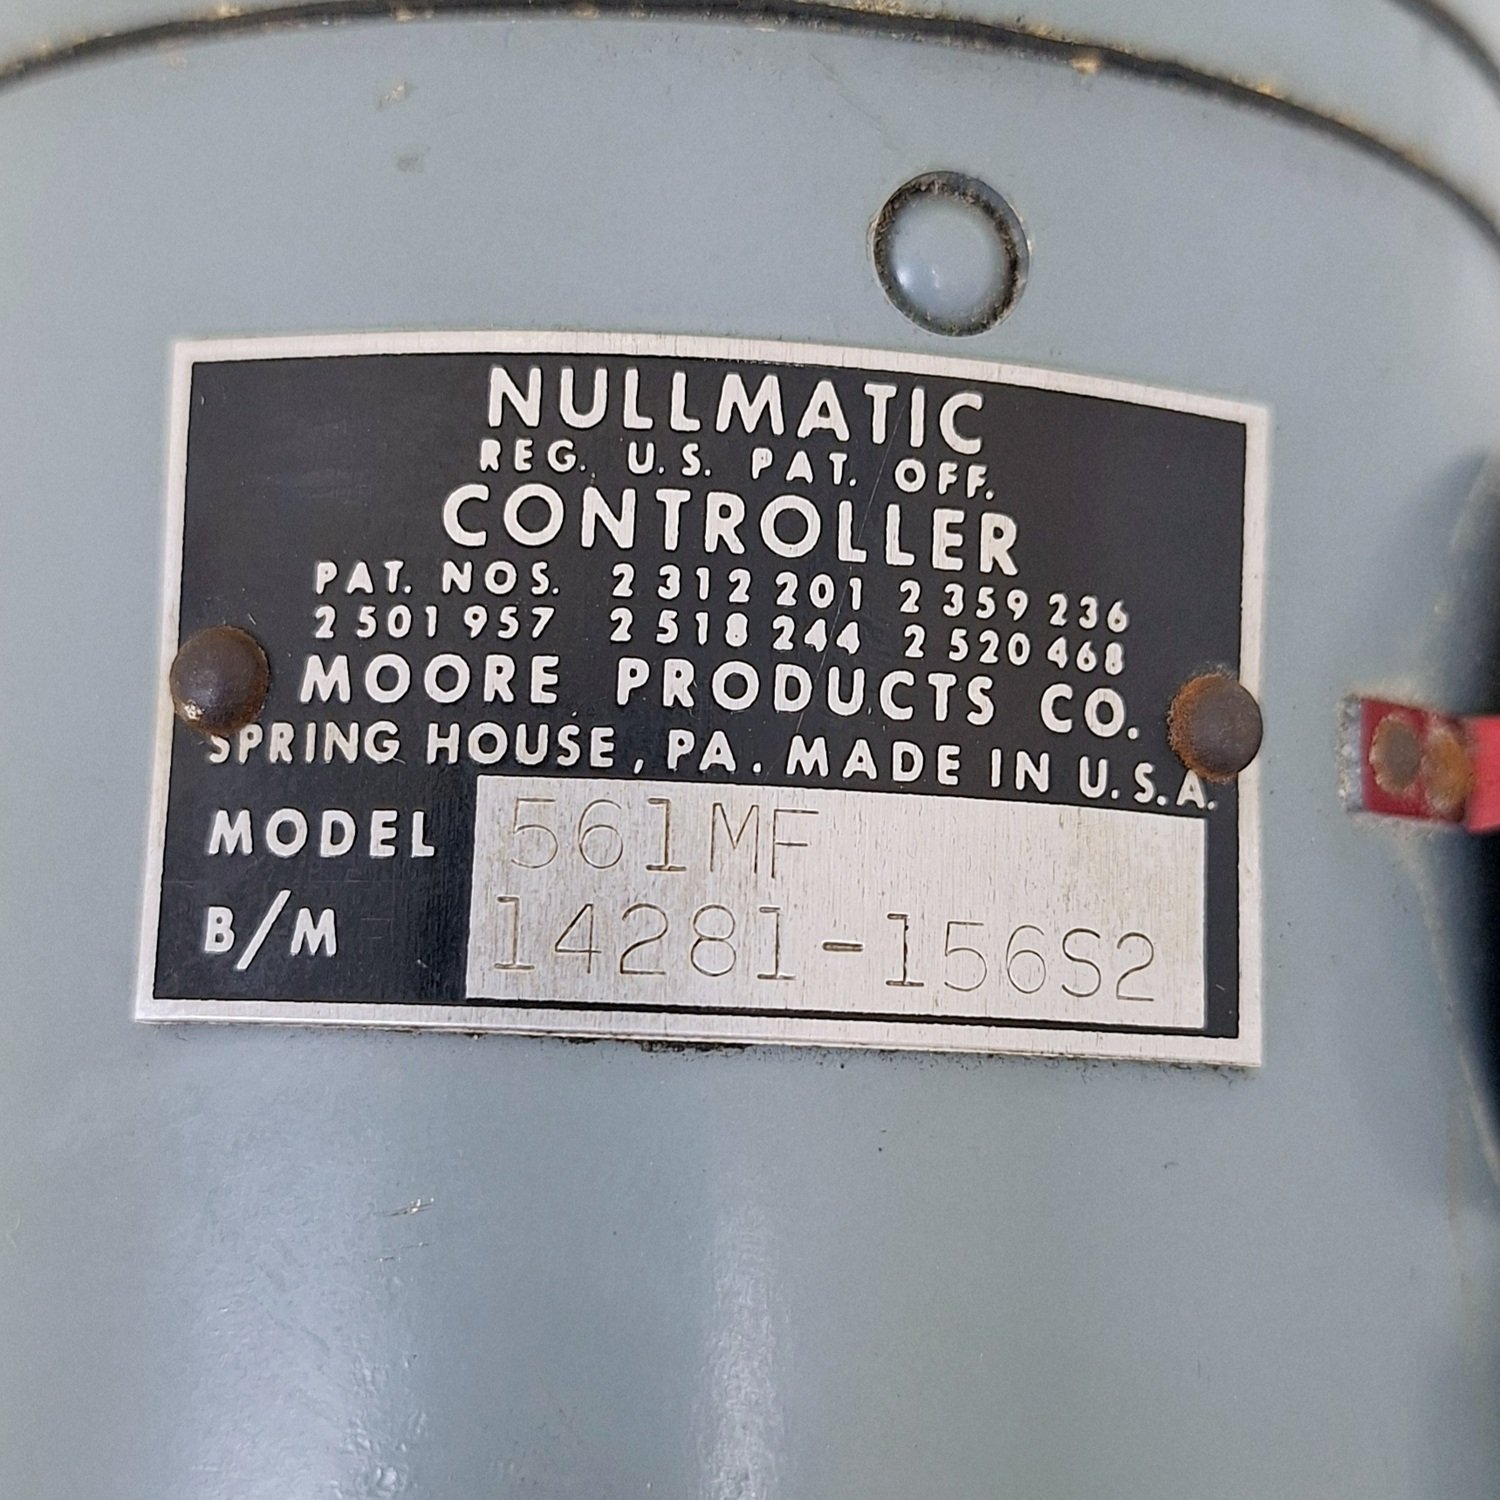 NULLMATIC
REG. U.S. PAT. OFF.
CONTROLLER
PAT. NOS. 2 312 201 2 359 236
2 501 957 2 518 244 2 520 468
MOORE PRODUCTS CO.
SPRING HOUSE, PA. MADE IN U.S.A.
MODEL 561MF
B/M 14281-156S2